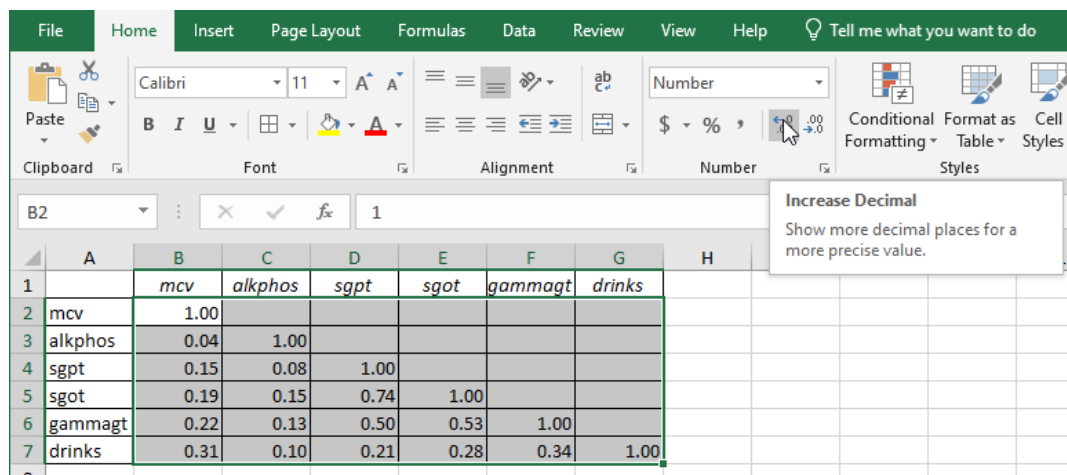 File Home Insert Page Layout Formulas Data Review View Help Tell me what you want to do
Calibri 11 A A ab Number
Paste B I U A $ % , Conditional Formatting Format as Table Cell Styles
Clipboard Font Alignment Number Styles
B2 fx 1
Increase Decimal
Show more decimal places for a
more precise value.
A B C D E F G H
1 mcv alkphos sgpt sgot gammagt drinks
2 mcv 1.00
3 alkphos 0.04 1.00
4 sgpt 0.15 0.08 1.00
5 sgot 0.19 0.15 0.74 1.00
6 gammagt 0.22 0.13 0.50 0.53 1.00
7 drinks 0.31 0.10 0.21 0.28 0.34 1.00